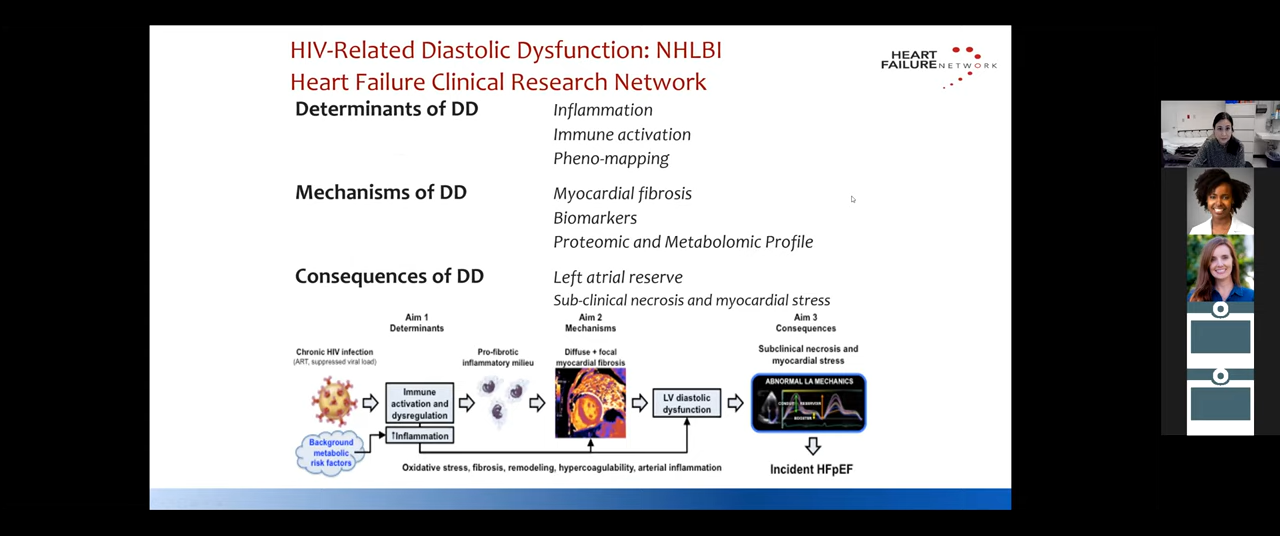 HIV-Related Diastolic Dysfunction: NHLBI
Heart Failure Clinical Research Network
HEART
FAILURE NETWORK
Determinants of DD
Inflammation
Immune activation
Pheno-mapping
Mechanisms of DD
Myocardial fibrosis
Biomarkers
Proteomic and Metabolomic Profile
Consequences of DD
Left atrial reserve
Sub-clinical necrosis and myocardial stress
Aim 1
Determinants
Aim 2
Mechanisms
Aim 3
Consequences
Chronic HIV infection
(ART, suppressed viral load)
Pro-fibrotic
inflammatory milieu
Diffuse + focal
myocardial fibrosis
Subclinical necrosis and
myocardial stress
Immune
activation and
dysregulation
↑Inflammation
Background
metabolic
risk factors
LV diastolic
dysfunction
ABNORMAL LA MECHANICS
CONDUIT
RESERVOIR
BOOSTER
Oxidative stress, fibrosis, remodeling, hypercoagulability, arterial inflammation
Incident HFpEF